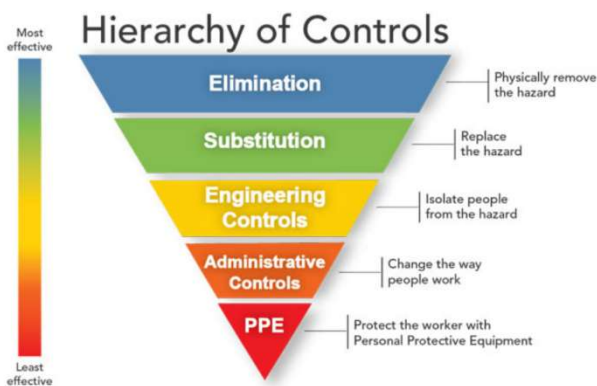 Hierarchy of Controls
Most
effective
Elimination
Physically remove
the hazard
Substitution
Replace
the hazard
Engineering
Controls
Isolate people
from the hazard
Administrative
Controls
Change the way
people work
PPE
Protect the worker with
Personal Protective Equipment
Least
effective